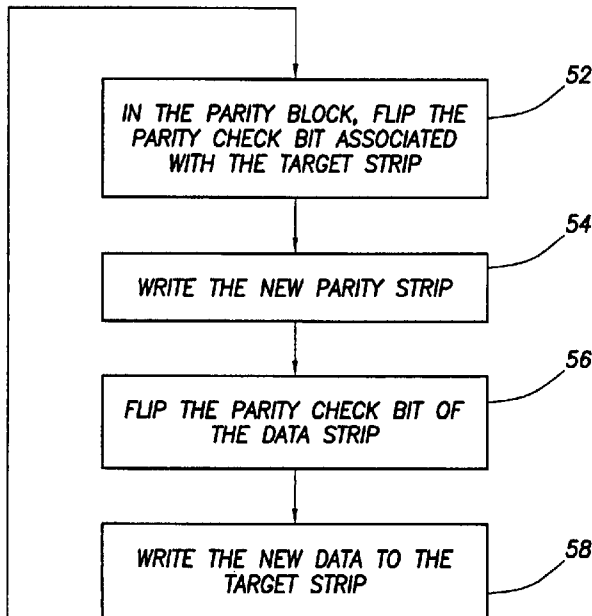 52
IN THE PARITY BLOCK, FLIP THE
PARITY CHECK BIT ASSOCIATED
WITH THE TARGET STRIP
54
WRITE THE NEW PARITY STRIP
56
FLIP THE PARITY CHECK BIT OF
THE DATA STRIP
58
WRITE THE NEW DATA TO THE
TARGET STRIP